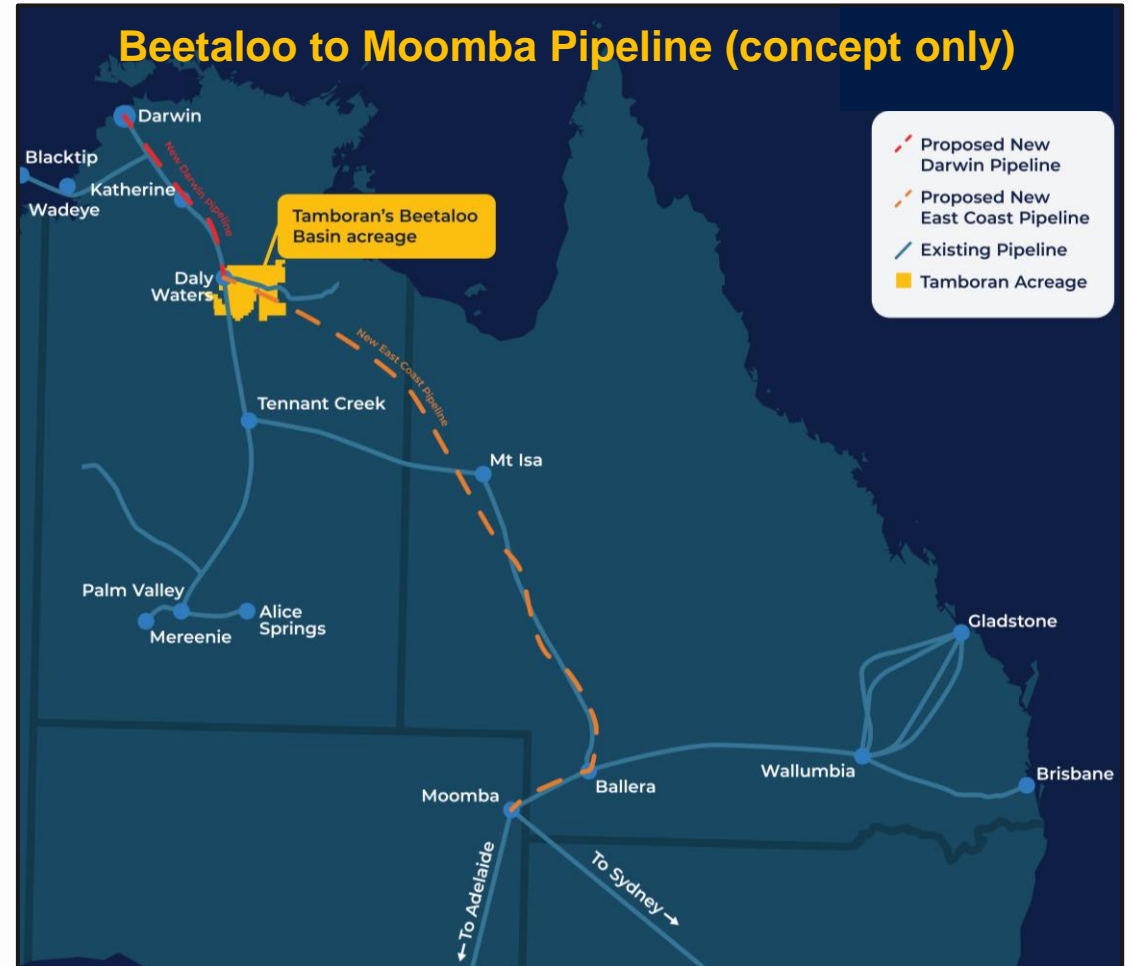 Beetaloo to Moomba Pipeline (concept only)
Darwin
Blacktip
Wadeye
Katherine
New Darwin pipeline
Tamboran's Beetaloo
Basin acreage
Daly
Waters
New East Coast Pipeline
Tennant Creek
Mt Isa
Palm Valley
Mereenie
Alice
Springs
Gladstone
Wallumbia
Brisbane
Ballera
Moomba
To Adelaide
To Sydney
Proposed New
Darwin Pipeline
Proposed New
East Coast Pipeline
Existing Pipeline
Tamboran Acreage